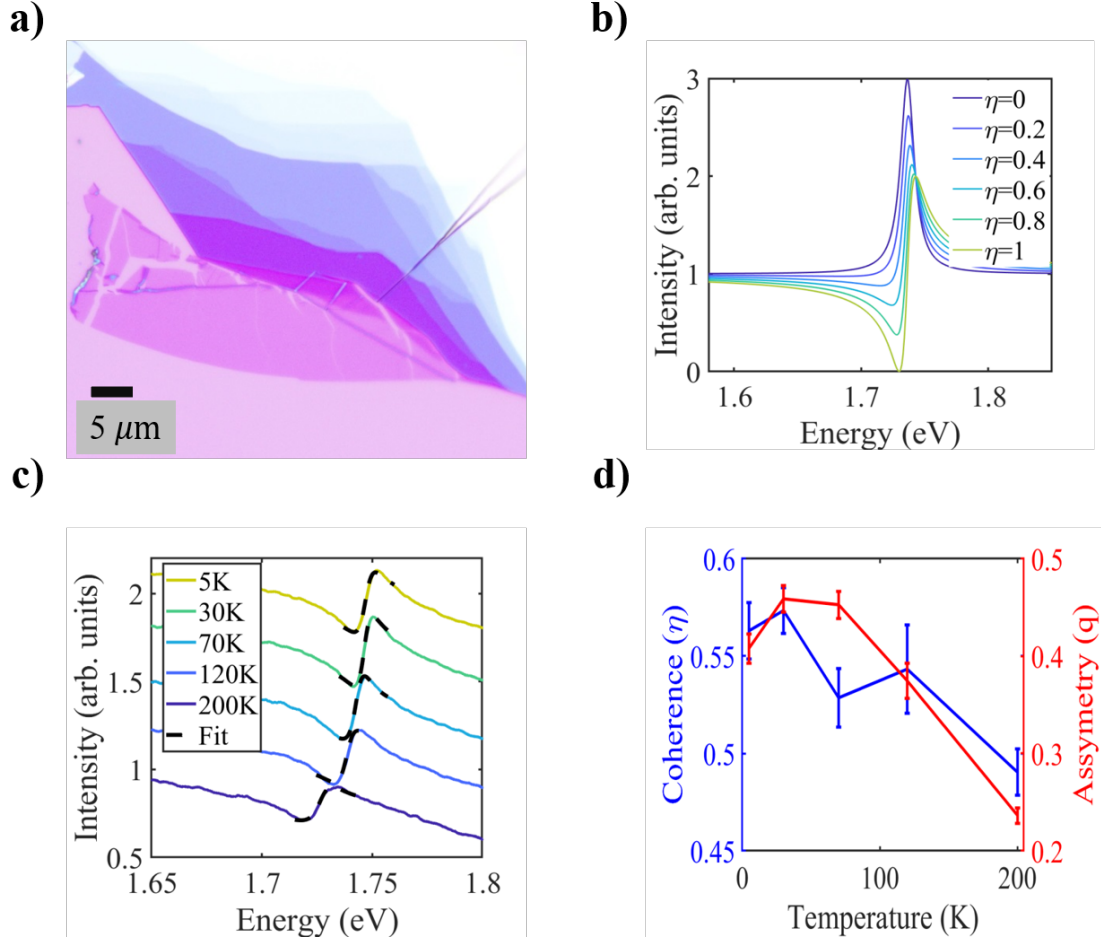 a)
5 μm
b)
Intensity (arb. units)
3
2
1
0
1.6 1.7 1.8
Energy (eV)
η=0
η=0.2
η=0.4
η=0.6
η=0.8
η=1
c)
Intensity (arb. units)
2
1.5
1
0.5
1.65 1.7 1.75 1.8
Energy (eV)
5K
30K
70K
120K
200K
Fit
d)
Coherence (η)
0.6
0.55
0.5
0.45
0 100 200
Temperature (K)
0.5
0.4
0.3
0.2
Assymetry (q)